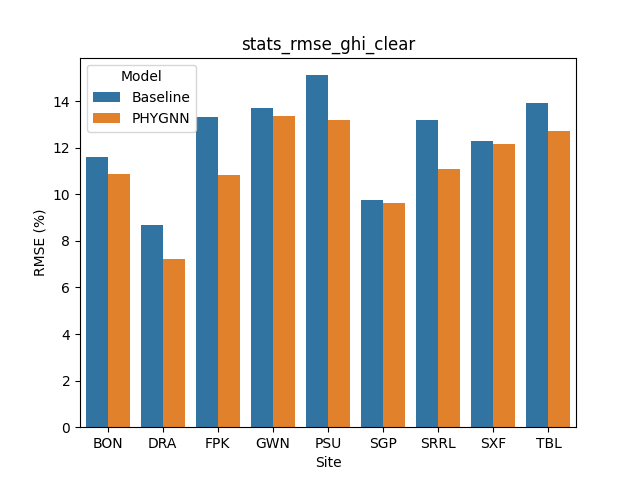 stats_rmse_ghi_clear
Model
Baseline
PHYGNN
RMSE (%)
14
12
10
8
6
4
2
0
BON DRA FPK GWN PSU SGP SRRL SXF TBL
Site